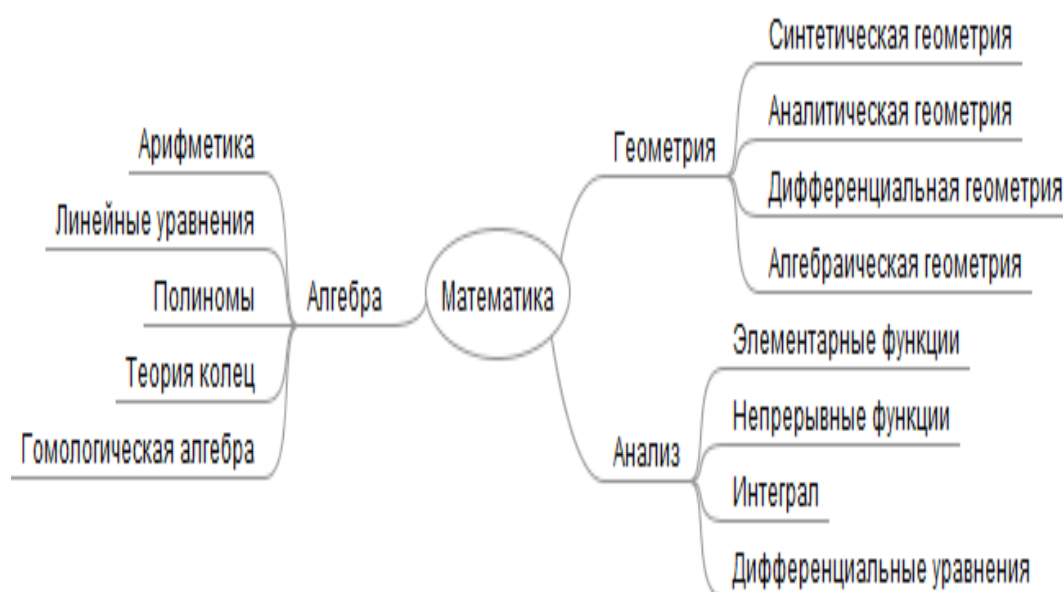 Математика
Алгебра
Арифметика
Линейные уравнения
Полиномы
Теория колец
Гомологическая алгебра
Геометрия
Синтетическая геометрия
Аналитическая геометрия
Дифференциальная геометрия
Алгебраическая геометрия
Анализ
Элементарные функции
Непрерывные функции
Интеграл
Дифференциальные уравнения